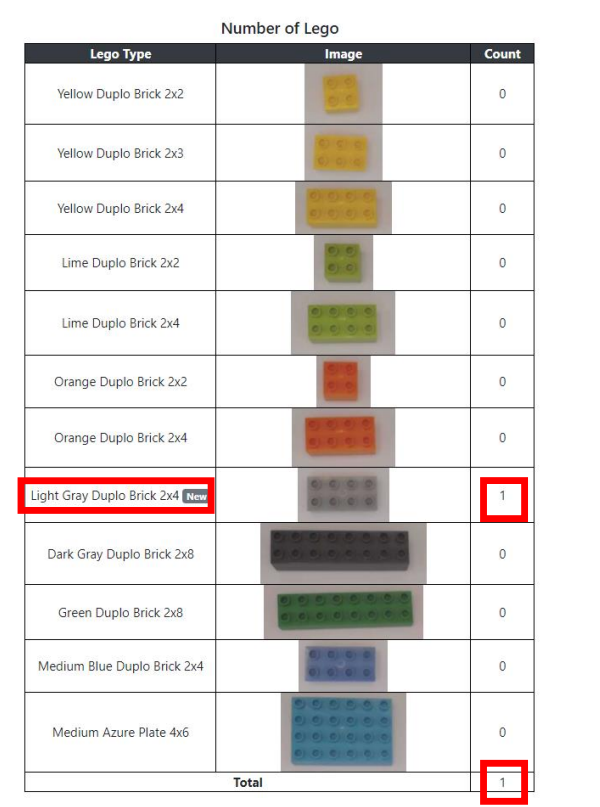 Number of Lego
Lego Type Image Count
Yellow Duplo Brick 2x2 0
Yellow Duplo Brick 2x3 0
Yellow Duplo Brick 2x4 0
Lime Duplo Brick 2x2 0
Lime Duplo Brick 2x4 0
Orange Duplo Brick 2x2 0
Orange Duplo Brick 2x4 0
Light Gray Duplo Brick 2x4 New 1
Dark Gray Duplo Brick 2x8 0
Green Duplo Brick 2x8 0
Medium Blue Duplo Brick 2x4 0
Medium Azure Plate 4x6 0
Total 1